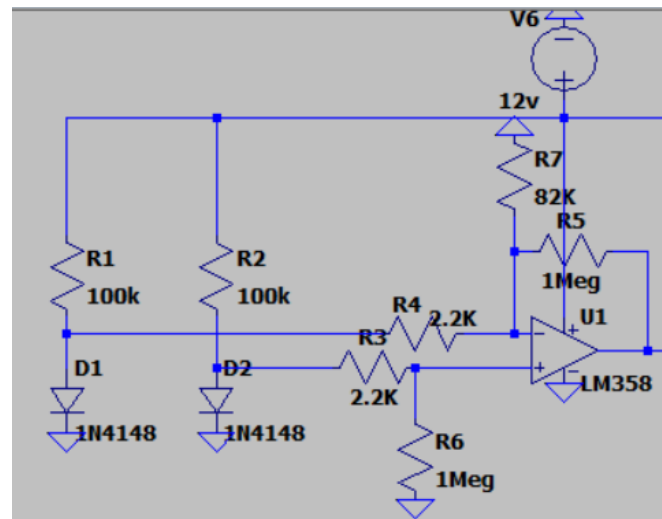 V6
12v
R7
82K
R5
1Meg
R1
100k
R2
100k
R4
2.2K
U1
R3
2.2K
D1
D2
LM358
1N4148
1N4148
R6
1Meg